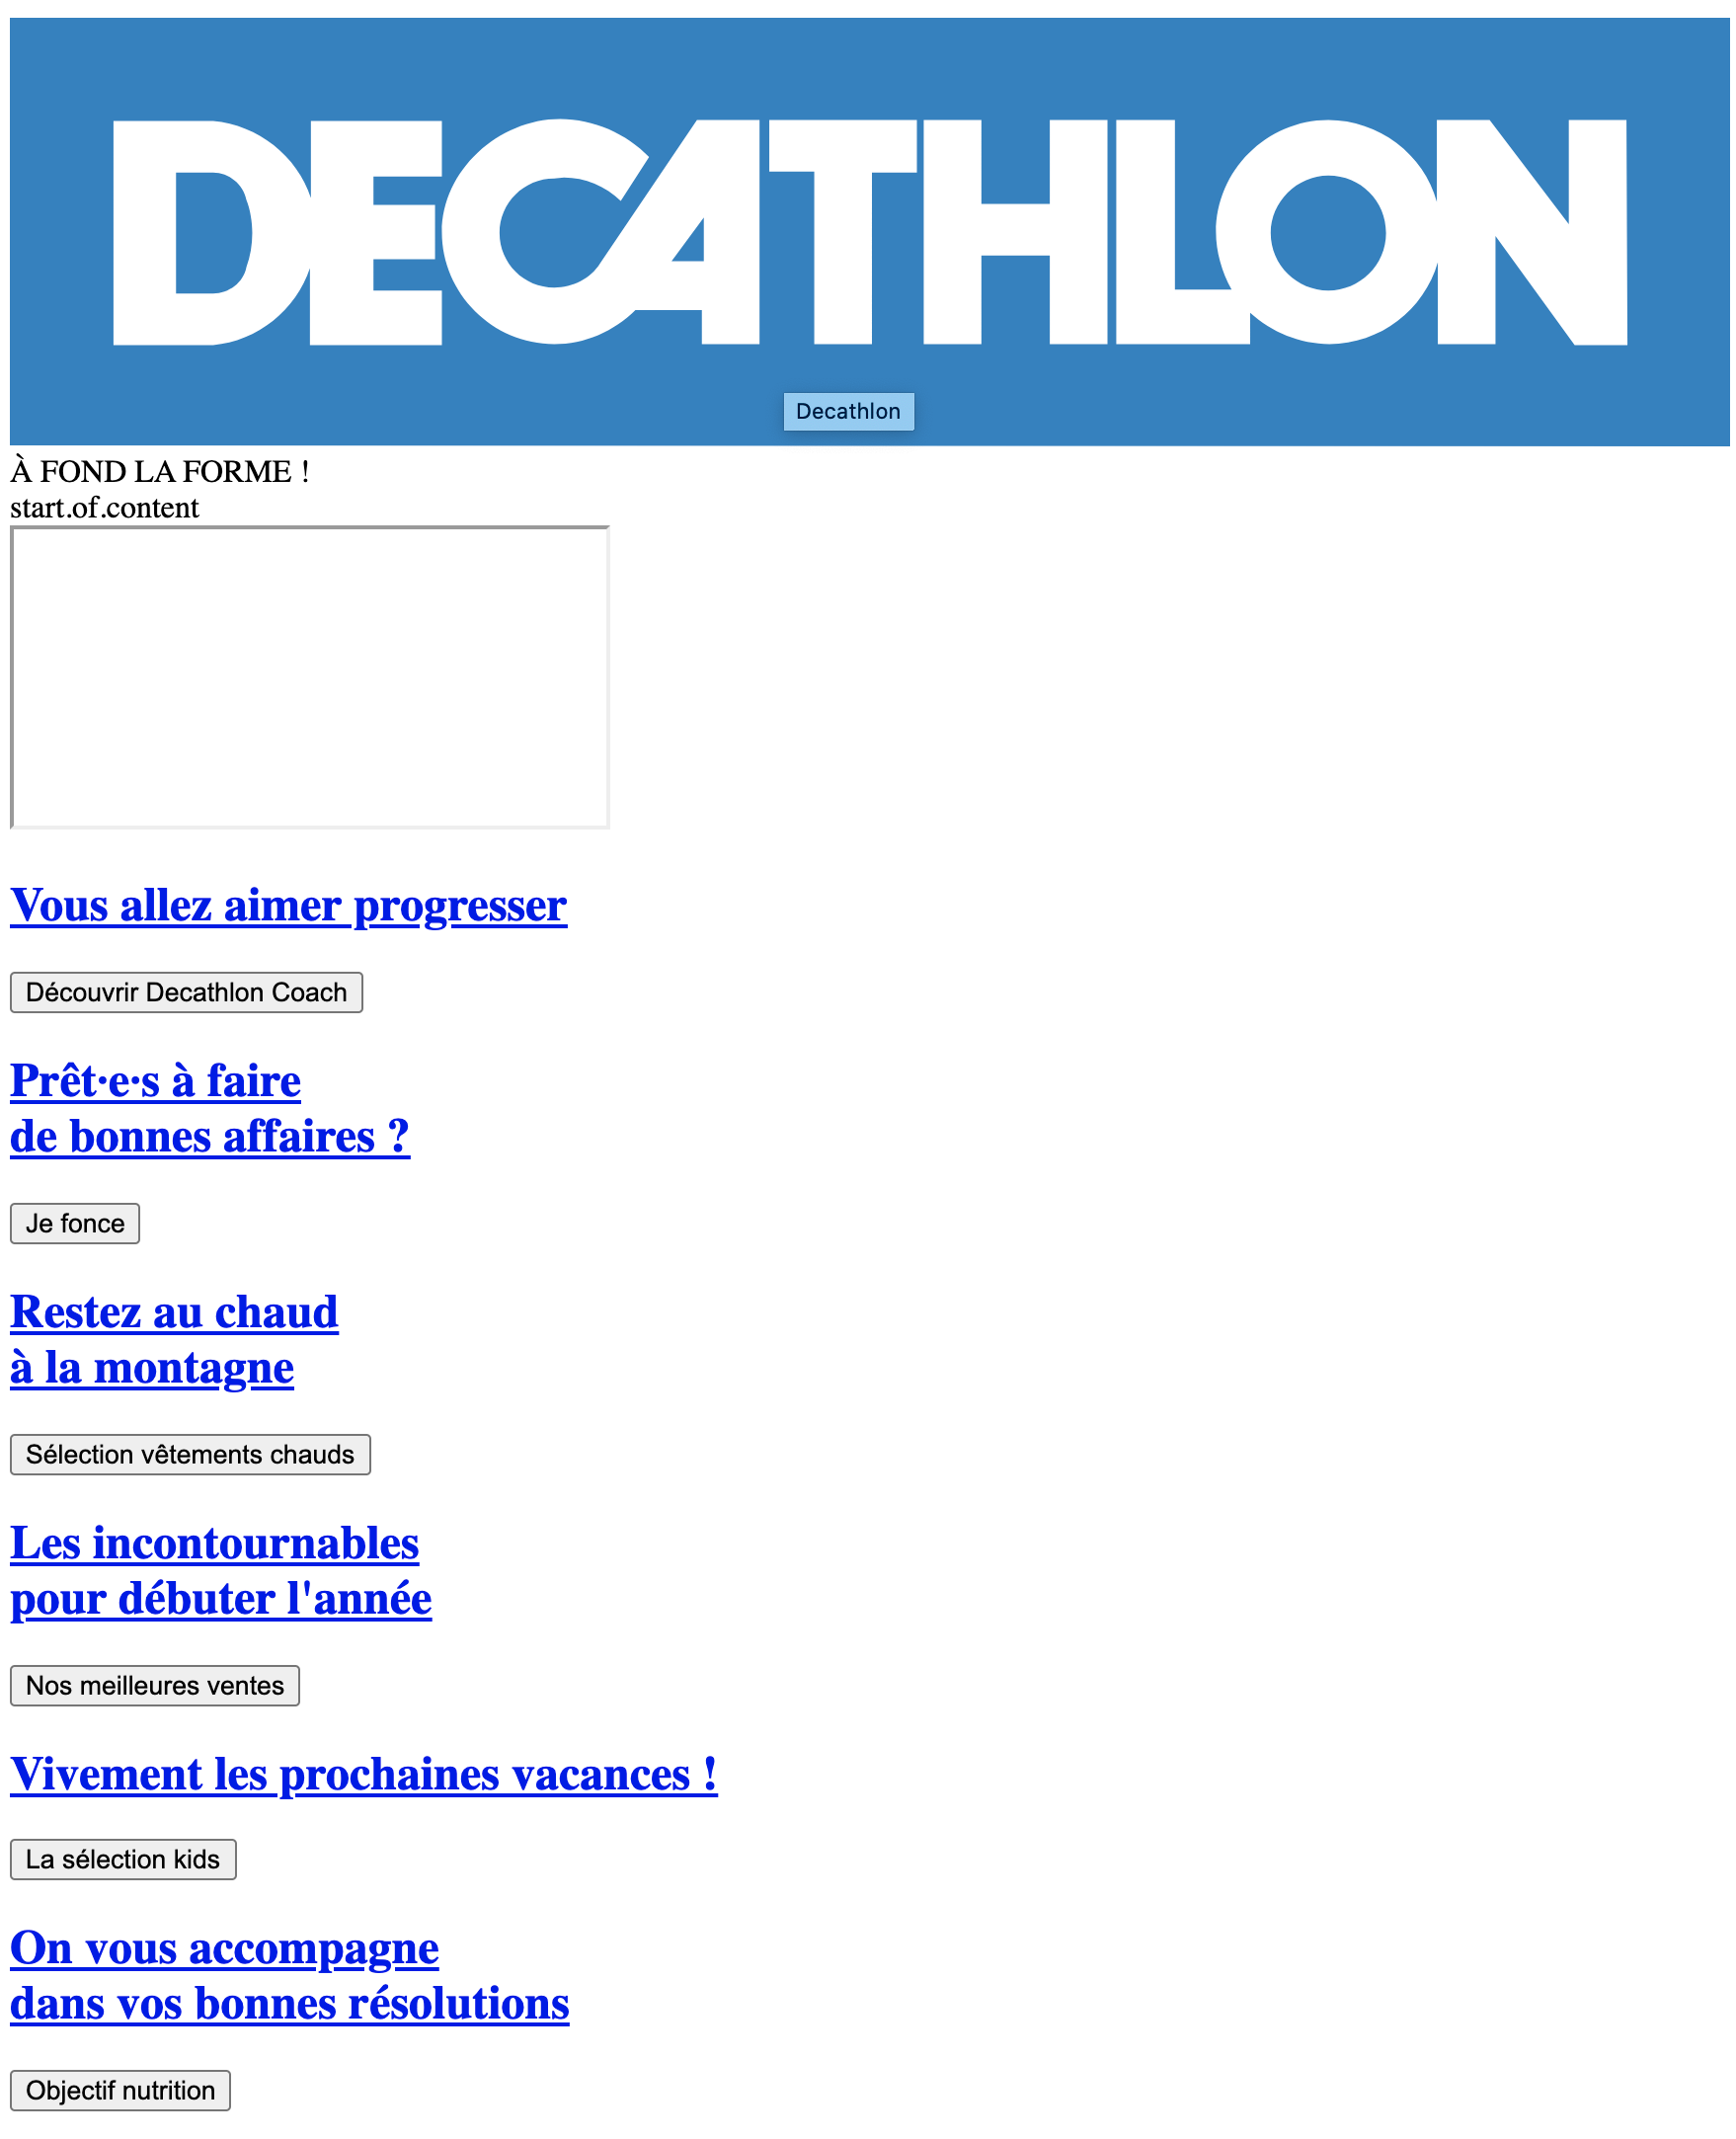 DECATHLON
Decathlon
À FOND LA FORME !
start.of.content
Vous allez aimer progresser
Découvrir Decathlon Coach
Prêt·e·s à faire
de bonnes affaires ?
Je fonce
Restez au chaud
à la montagne
Sélection vêtements chauds
Les incontournables
pour débuter l'année
Nos meilleures ventes
Vivement les prochaines vacances !
La sélection kids
On vous accompagne
dans vos bonnes résolutions
Objectif nutrition